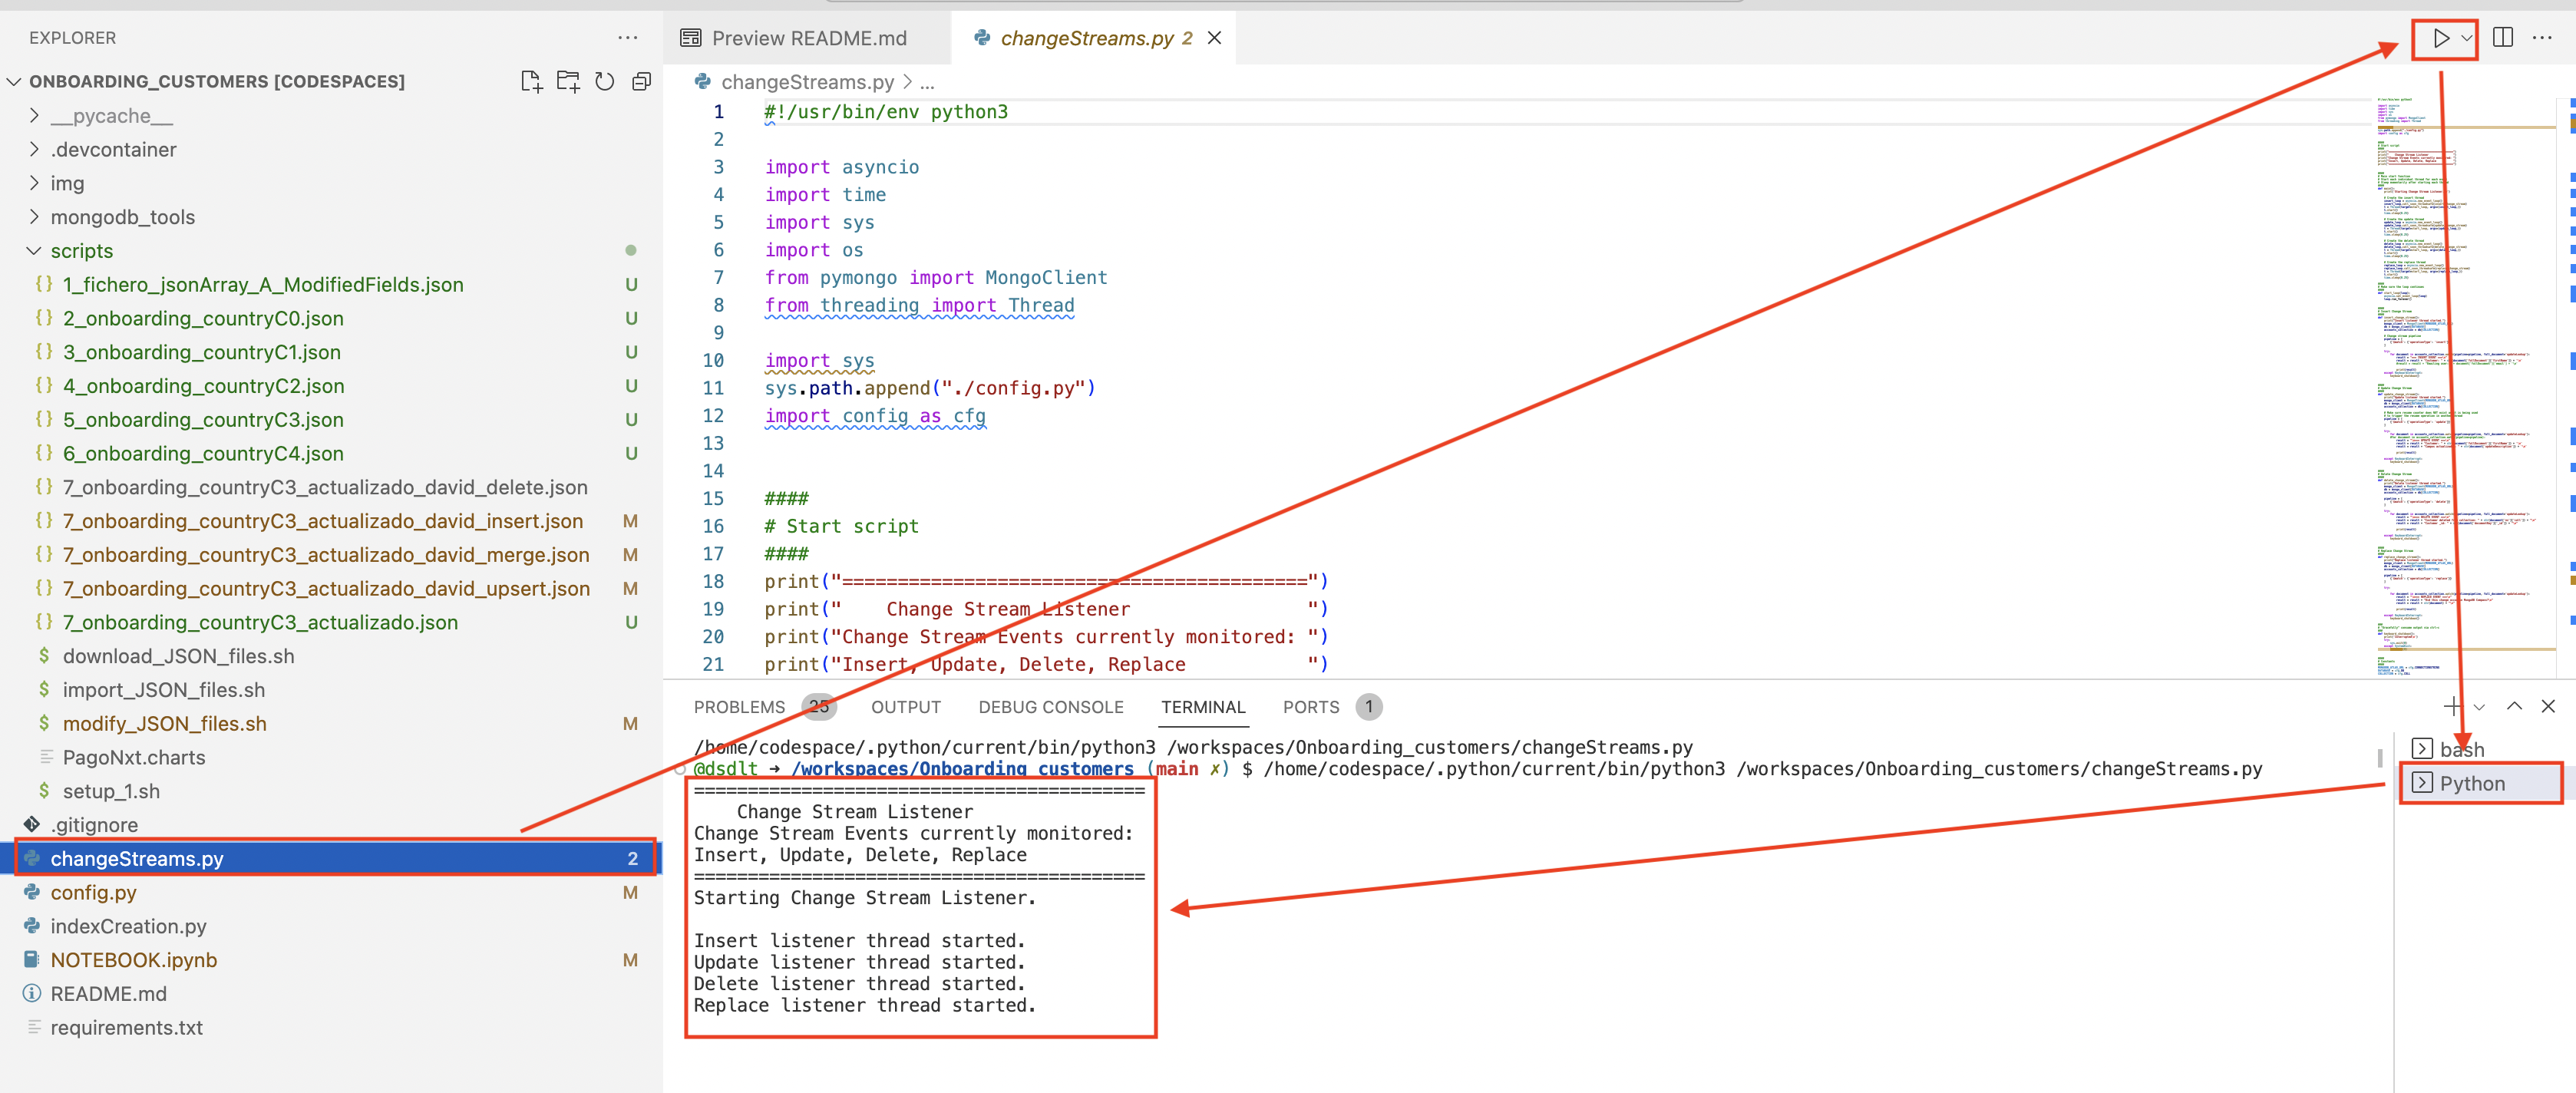 EXPLORER
ONBOARDING_CUSTOMERS [CODESPACES]
__pycache__
.devcontainer
img
mongodb_tools
scripts
1_fichero_jsonArray_A_ModifiedFields.json U
2_onboarding_countryC0.json U
3_onboarding_countryC1.json U
4_onboarding_countryC2.json U
5_onboarding_countryC3.json U
6_onboarding_countryC4.json U
7_onboarding_countryC3_actualizado_david_delete.json
7_onboarding_countryC3_actualizado_david_insert.json M
7_onboarding_countryC3_actualizado_david_merge.json M
7_onboarding_countryC3_actualizado_david_upsert.json M
7_onboarding_countryC3_actualizado.json U
$ download_JSON_files.sh
$ import_JSON_files.sh
$ modify_JSON_files.sh M
PagoNxt.charts
$ setup_1.sh
.gitignore
changeStreams.py 2
config.py M
indexCreation.py
NOTEBOOK.ipynb M
README.md
requirements.txt
Preview README.md
changeStreams.py 2
changeStreams.py > ...
1 #!/usr/bin/env python3
2
3 import asyncio
4 import time
5 import sys
6 import os
7 from pymongo import MongoClient
8 from threading import Thread
9
10 import sys
11 sys.path.append("./config.py")
12 import config as cfg
13
14
15 ####
16 # Start script
17 ####
18 print("==========================================")
19 print("    Change Stream Listener                ")
20 print("Change Stream Events currently monitored: ")
21 print("Insert, Update, Delete, Replace           ")
PROBLEMS 25 OUTPUT DEBUG CONSOLE TERMINAL PORTS 1
/home/codespace/.python/current/bin/python3 /workspaces/Onboarding_customers/changeStreams.py
@dsdlt ➜ /workspaces/Onboarding_customers (main ✗) $ /home/codespace/.python/current/bin/python3 /workspaces/Onboarding_customers/changeStreams.py
==========================================
Change Stream Listener
Change Stream Events currently monitored:
Insert, Update, Delete, Replace
==========================================
Starting Change Stream Listener.
Insert listener thread started.
Update listener thread started.
Delete listener thread started.
Replace listener thread started.
bash
Python